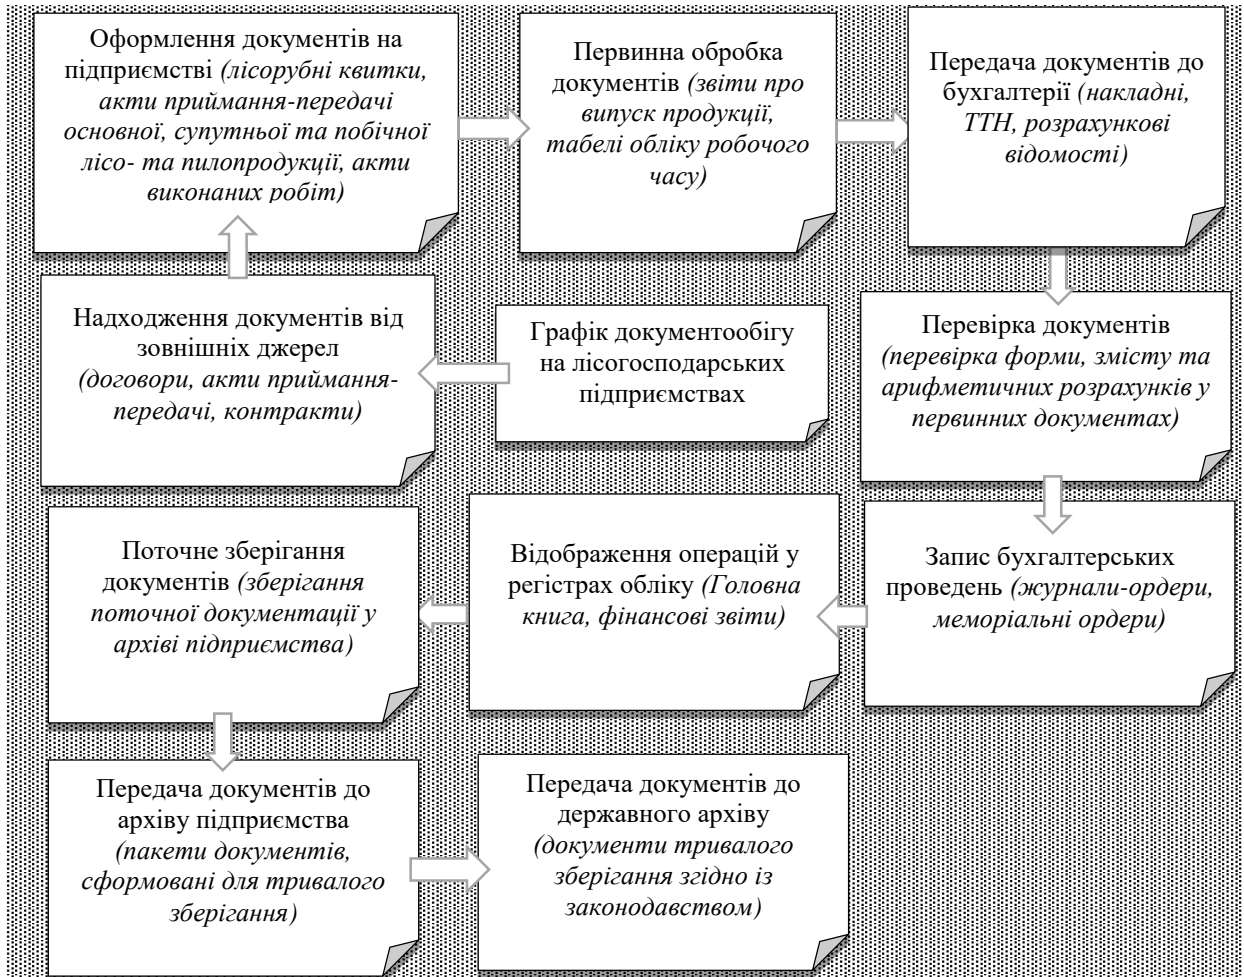 Оформлення документів на
підприємстві (лісорубні квитки,
акти приймання-передачі
основної, супутньої та побічної
лісо- та пилопродукції, акти
виконаних робіт)
Первинна обробка
документів (звіти про
випуск продукції,
табелі обліку робочого
часу)
Передача документів до
бухгалтерії (накладні,
ТТН, розрахункові
відомості)
Надходження документів від
зовнішніх джерел
(договори, акти приймання-
передачі, контракти)
Графік документообігу
на лісогосподарських
підприємствах
Перевірка документів
(перевірка форми, змісту та
арифметичних розрахунків у
первинних документах)
Поточне зберігання
документів (зберігання
поточної документації у
архіві підприємства)
Відображення операцій у
регістрах обліку (Головна
книга, фінансові звіти)
Запис бухгалтерських
проведень (журнали-ордери,
меморіальні ордери)
Передача документів до
архіву підприємства
(пакети документів,
сформовані для тривалого
зберігання)
Передача документів до
державного архіву
(документи тривалого
зберігання згідно із
законодавством)